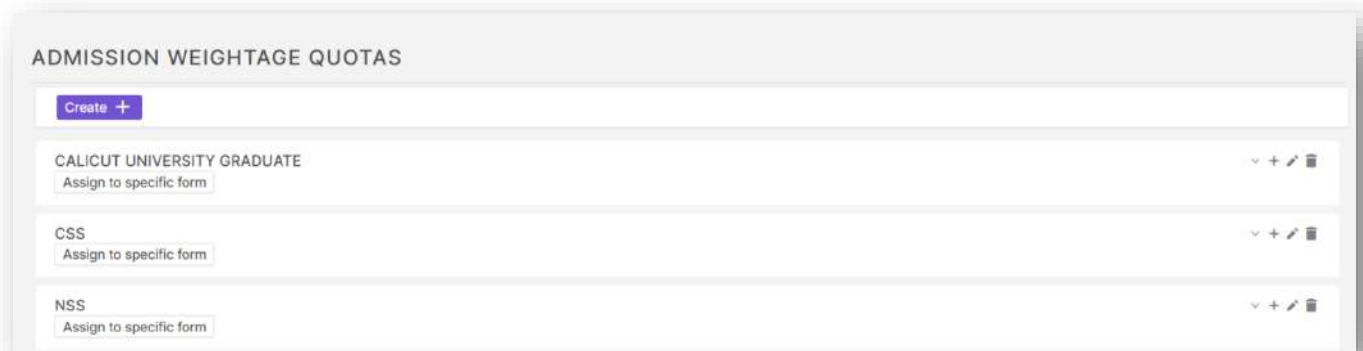 ADMISSION WEIGHTAGE QUOTAS
Create +
CALICUT UNIVERSITY GRADUATE
Assign to specific form
CSS
Assign to specific form
NSS
Assign to specific form